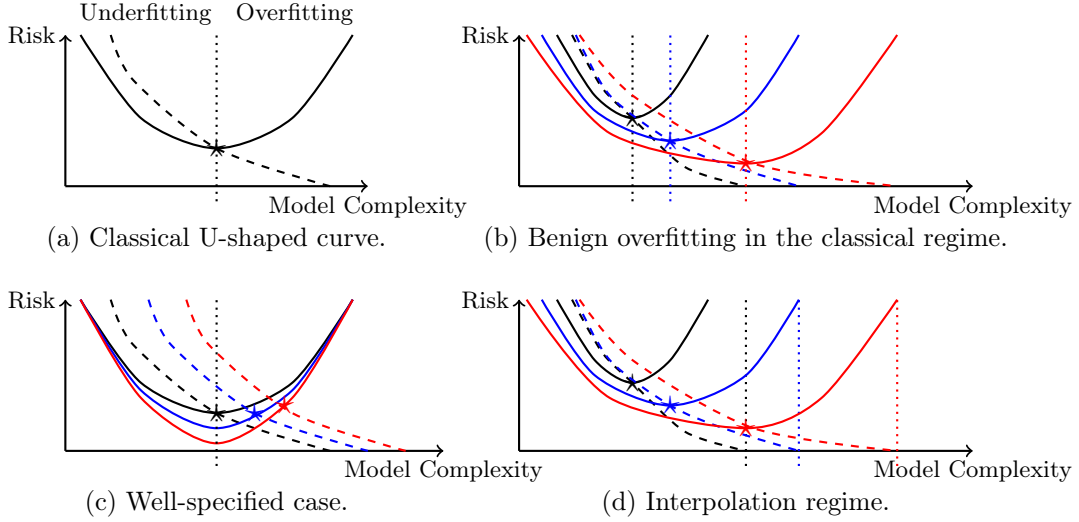 Underfitting Overfitting
Risk
Model Complexity
(a) Classical U-shaped curve.
Risk
Model Complexity
(b) Benign overfitting in the classical regime.
Risk
Model Complexity
(c) Well-specified case.
Risk
Model Complexity
(d) Interpolation regime.